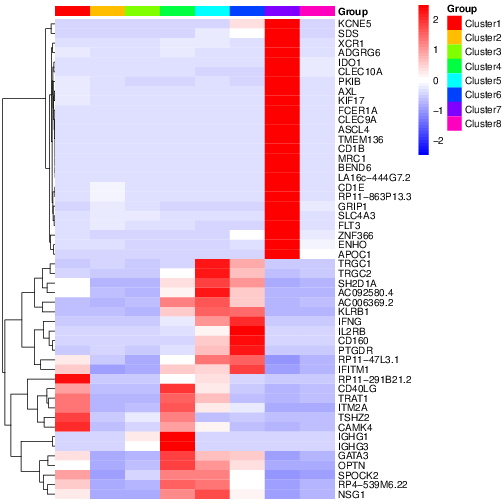 Group
KCNE5
SDS
XCR1
ADGRG6
IDO1
CLEC10A
PKIB
AXL
KIF17
FCER1A
CLEC9A
ASCL4
TMEM136
CD1B
MRC1
BEND6
LA16c−444G7.2
CD1E
RP11−863P13.3
GRIP1
SLC4A3
FLT3
ZNF366
ENHO
APOC1
TRGC1
TRGC2
SH2D1A
AC092580.4
AC006369.2
KLRB1
IFNG
IL2RB
CD160
PTGDR
RP11−47L3.1
IFITM1
RP11−291B21.2
CD40LG
TRAT1
ITM2A
TSHZ2
CAMK4
IGHG1
IGHG3
GATA3
OPTN
SPOCK2
RP4−539M6.22
NSG1
2
1
0
−1
−2
Group
Cluster1
Cluster2
Cluster3
Cluster4
Cluster5
Cluster6
Cluster7
Cluster8